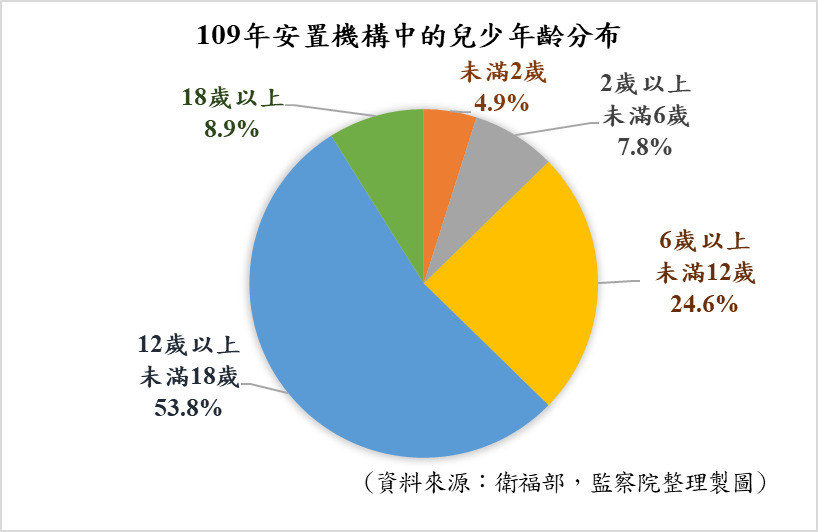 109年安置機構中的兒少年齡分布
未滿2歲
4.9%
2歲以上
未滿6歲
7.8%
6歲以上
未滿12歲
24.6%
12歲以上
未滿18歲
53.8%
18歲以上
8.9%
（資料來源：衛福部，監察院整理製圖）